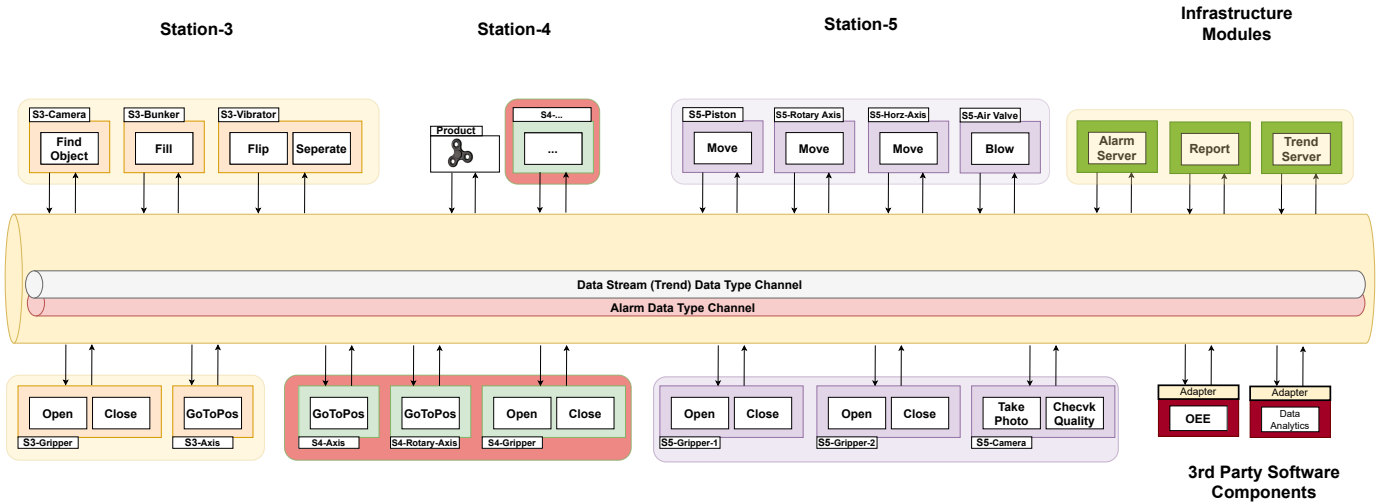 Station-3
Station-4
Station-5
Infrastructure
Modules
S3-Camera
Find
Object
S3-Bunker
Fill
S3-Vibrator
Flip
Seperate
Product
S4-...
...
S5-Piston
Move
S5-Rotary Axis
Move
S5-Horz-Axis
Move
S5-Air Valve
Blow
Alarm
Server
Report
Trend
Server
Data Stream (Trend) Data Type Channel
Alarm Data Type Channel
Open
Close
S3-Gripper
GoToPos
S3-Axis
GoToPos
S4-Axis
GoToPos
S4-Rotary-Axis
Open
Close
S4-Gripper
Open
Close
S5-Gripper-1
Open
Close
S5-Gripper-2
Take
Photo
Checvk
Quality
S5-Camera
Adapter
OEE
Adapter
Data
Analytics
3rd Party Software
Components